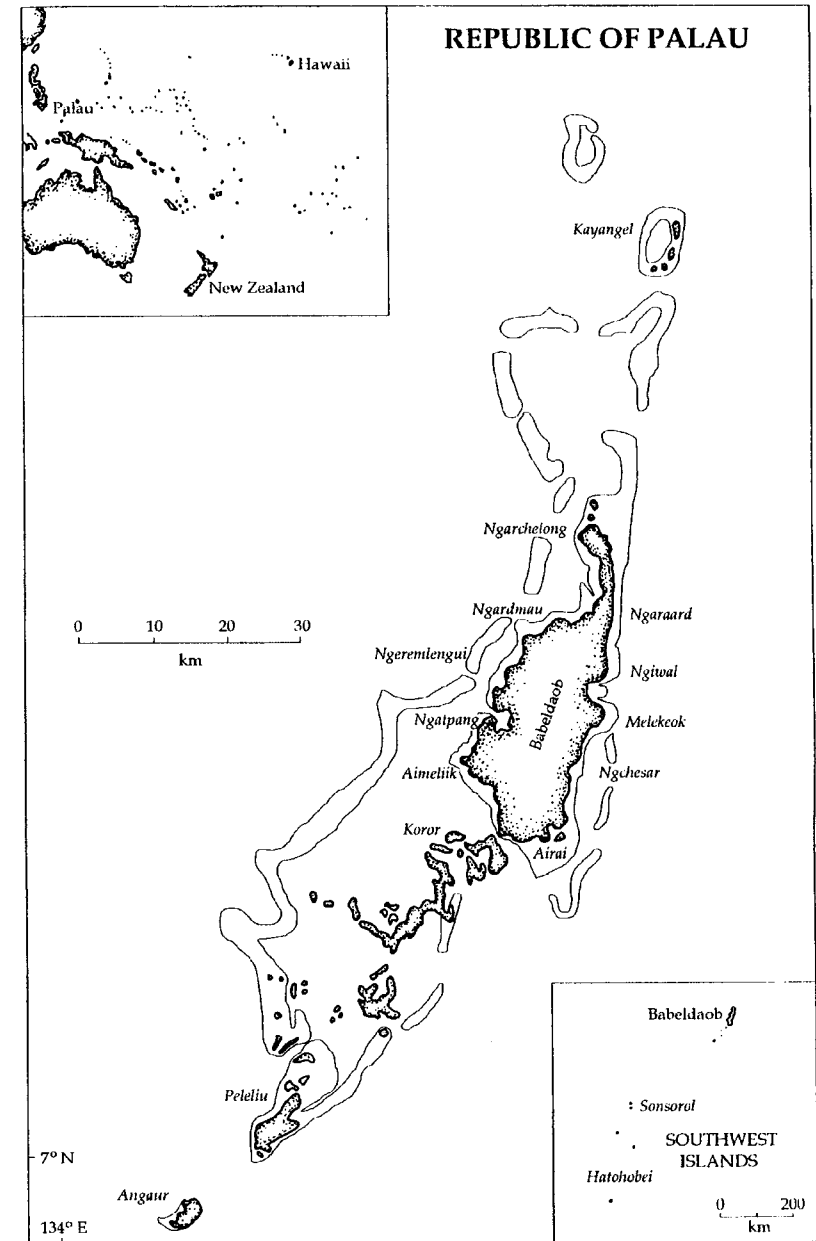 REPUBLIC OF PALAU
Hawaii
Palau
New Zealand
Kayangel
Ngarchelong
Ngardmau
Ngaraard
0 10 20 30
km
Ngeremlengui
Ngiwal
Babeldaob
Ngatpang
Melekeok
Aimeliik
Ngchesar
Koror
Airai
Peleliu
7° N
Angaur
134° E
Babeldaob
Sonsorol
SOUTHWEST
ISLANDS
Hatohobei
0 200
km